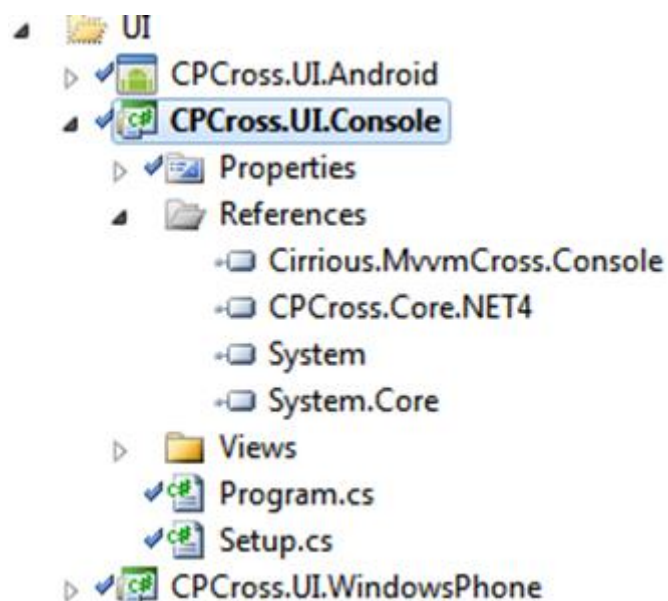 UI
CPCross.UI.Android
CPCross.UI.Console
Properties
References
Cirrious.MvvmCross.Console
CPCross.Core.NET4
System
System.Core
Views
Program.cs
Setup.cs
CPCross.UI.WindowsPhone